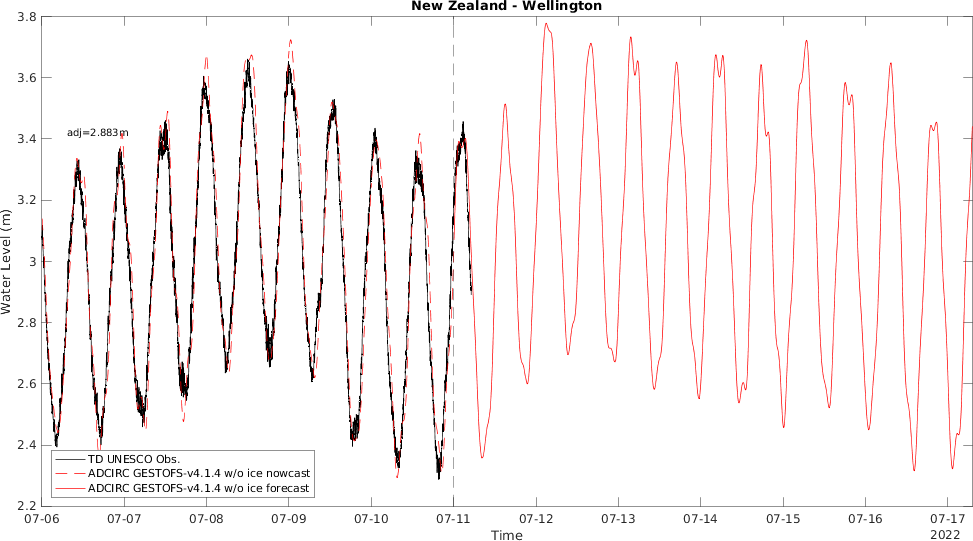 New Zealand - Wellington
3.8
3.6
3.4
3.2
3
2.8
2.6
2.4
2.2
Water Level (m)
adj=2.883m
TD UNESCO Obs.
ADCIRC GESTOFS-v4.1.4 w/o ice nowcast
ADCIRC GESTOFS-v4.1.4 w/o ice forecast
07-06 07-07 07-08 07-09 07-10 07-11 07-12 07-13 07-14 07-15 07-16 07-17
Time
2022